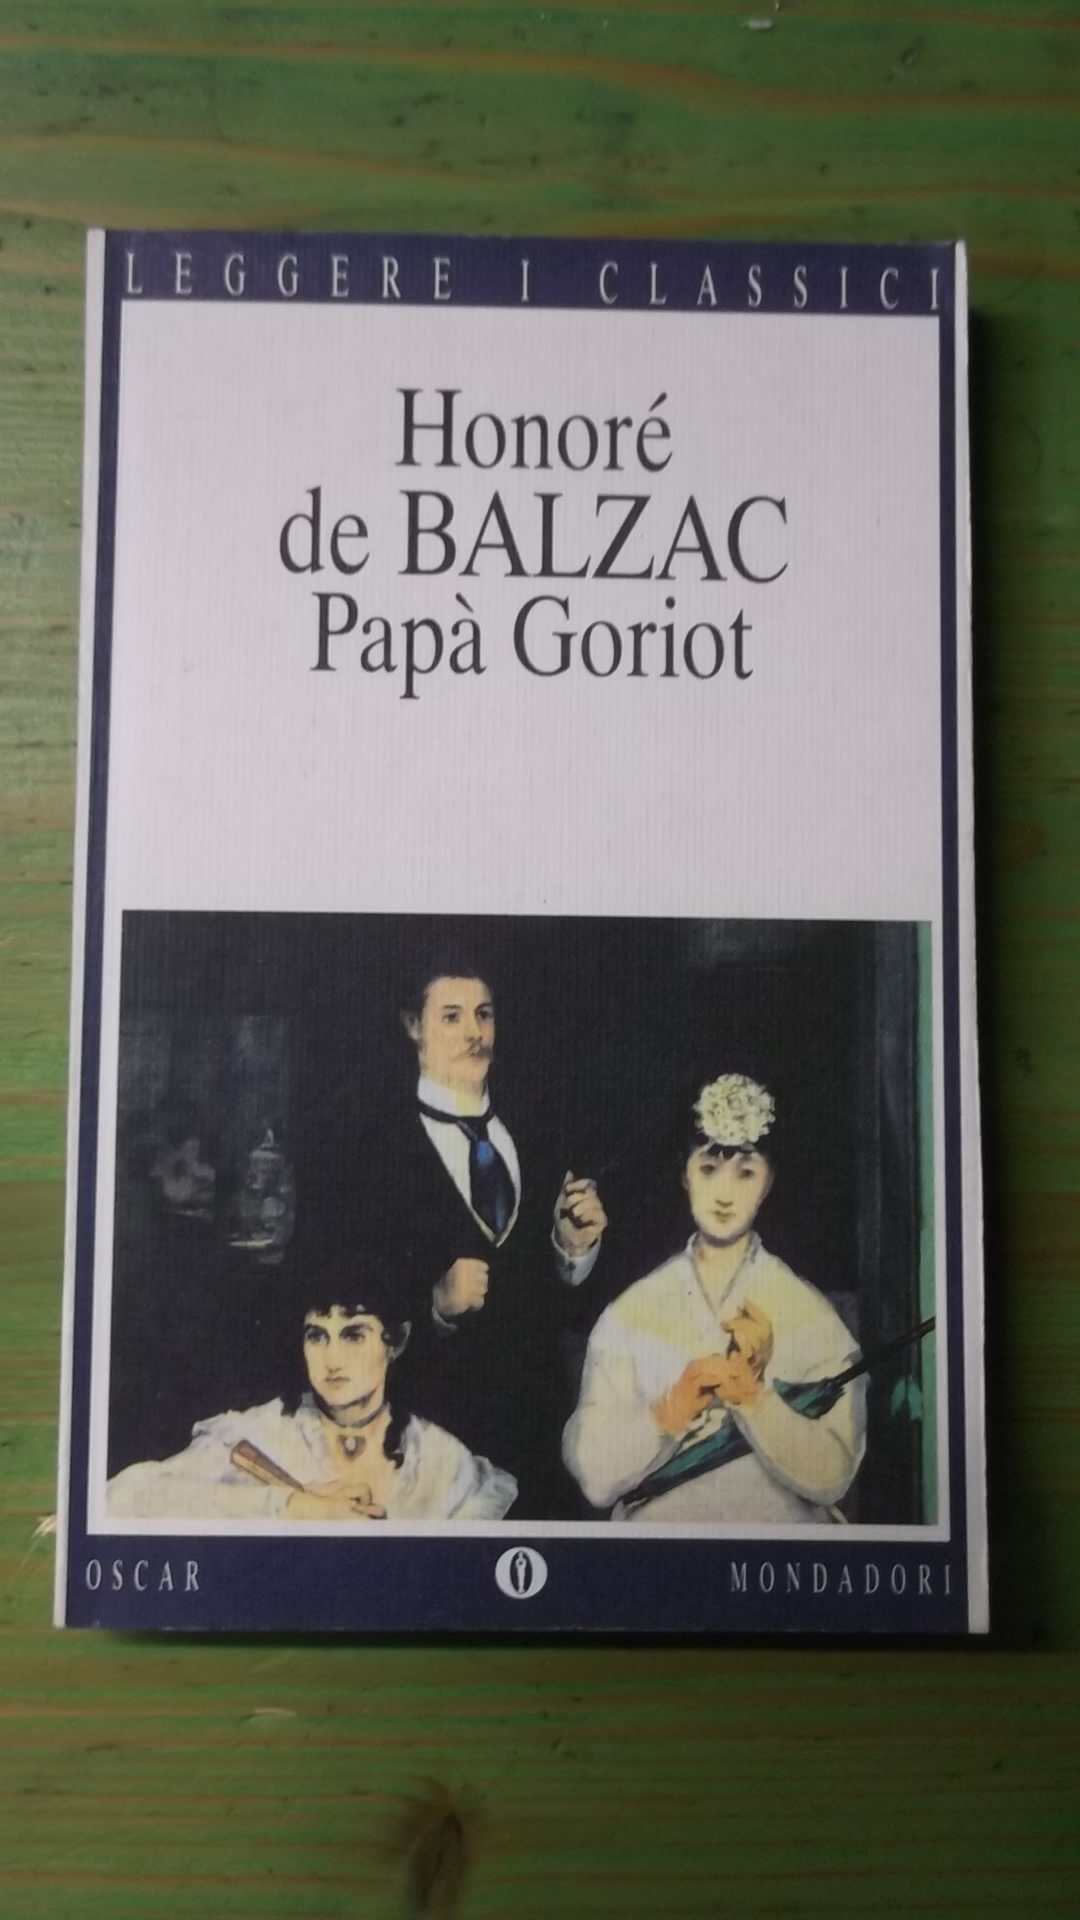 LEGGERE I CLASSICI
Honoré
de BALZAC
Papà Goriot
OSCAR MONDADORI